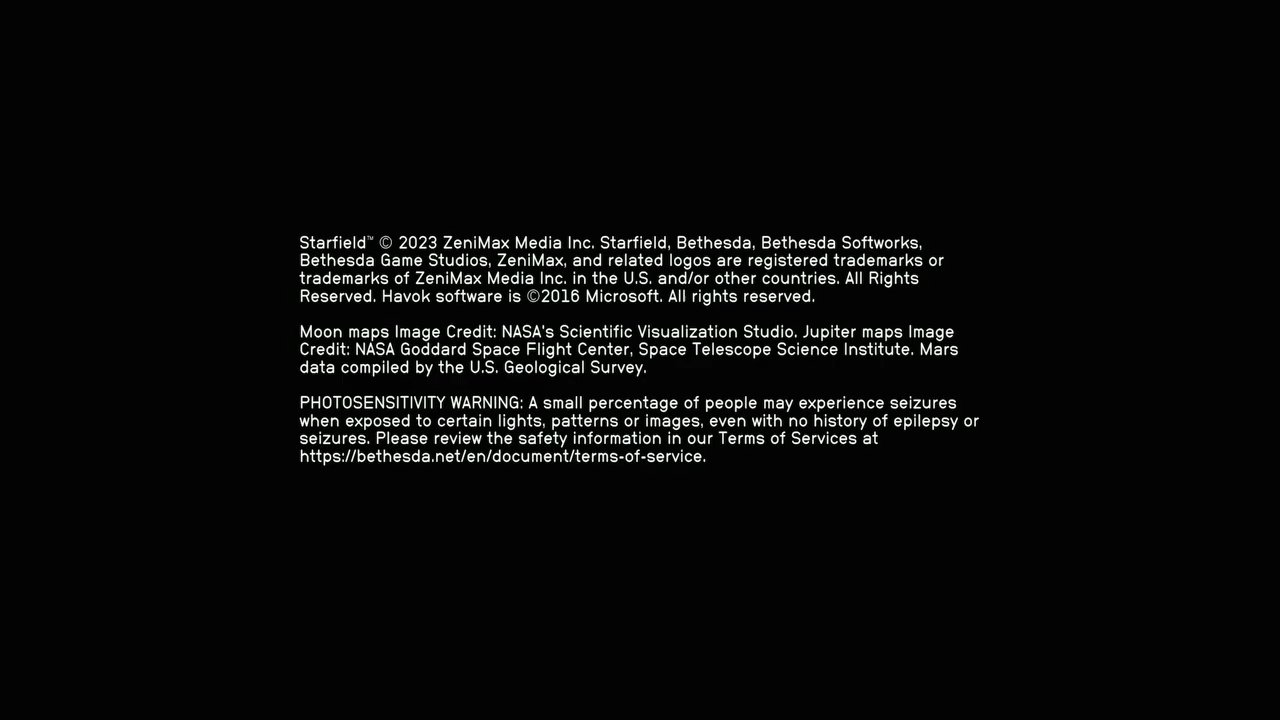 Starfield™ © 2023 ZeniMax Media Inc. Starfield, Bethesda, Bethesda Softworks,
Bethesda Game Studios, ZeniMax, and related logos are registered trademarks or
trademarks of ZeniMax Media Inc. in the U.S. and/or other countries. All Rights
Reserved. Havok software is ©2016 Microsoft. All rights reserved.
Moon maps Image Credit: NASA's Scientific Visualization Studio. Jupiter maps Image
Credit: NASA Goddard Space Flight Center, Space Telescope Science Institute. Mars
data compiled by the U.S. Geological Survey.
PHOTOSENSITIVITY WARNING: A small percentage of people may experience seizures
when exposed to certain lights, patterns or images, even with no history of epilepsy or
seizures. Please review the safety information in our Terms of Services at
https://bethesda.net/en/document/terms-of-service.